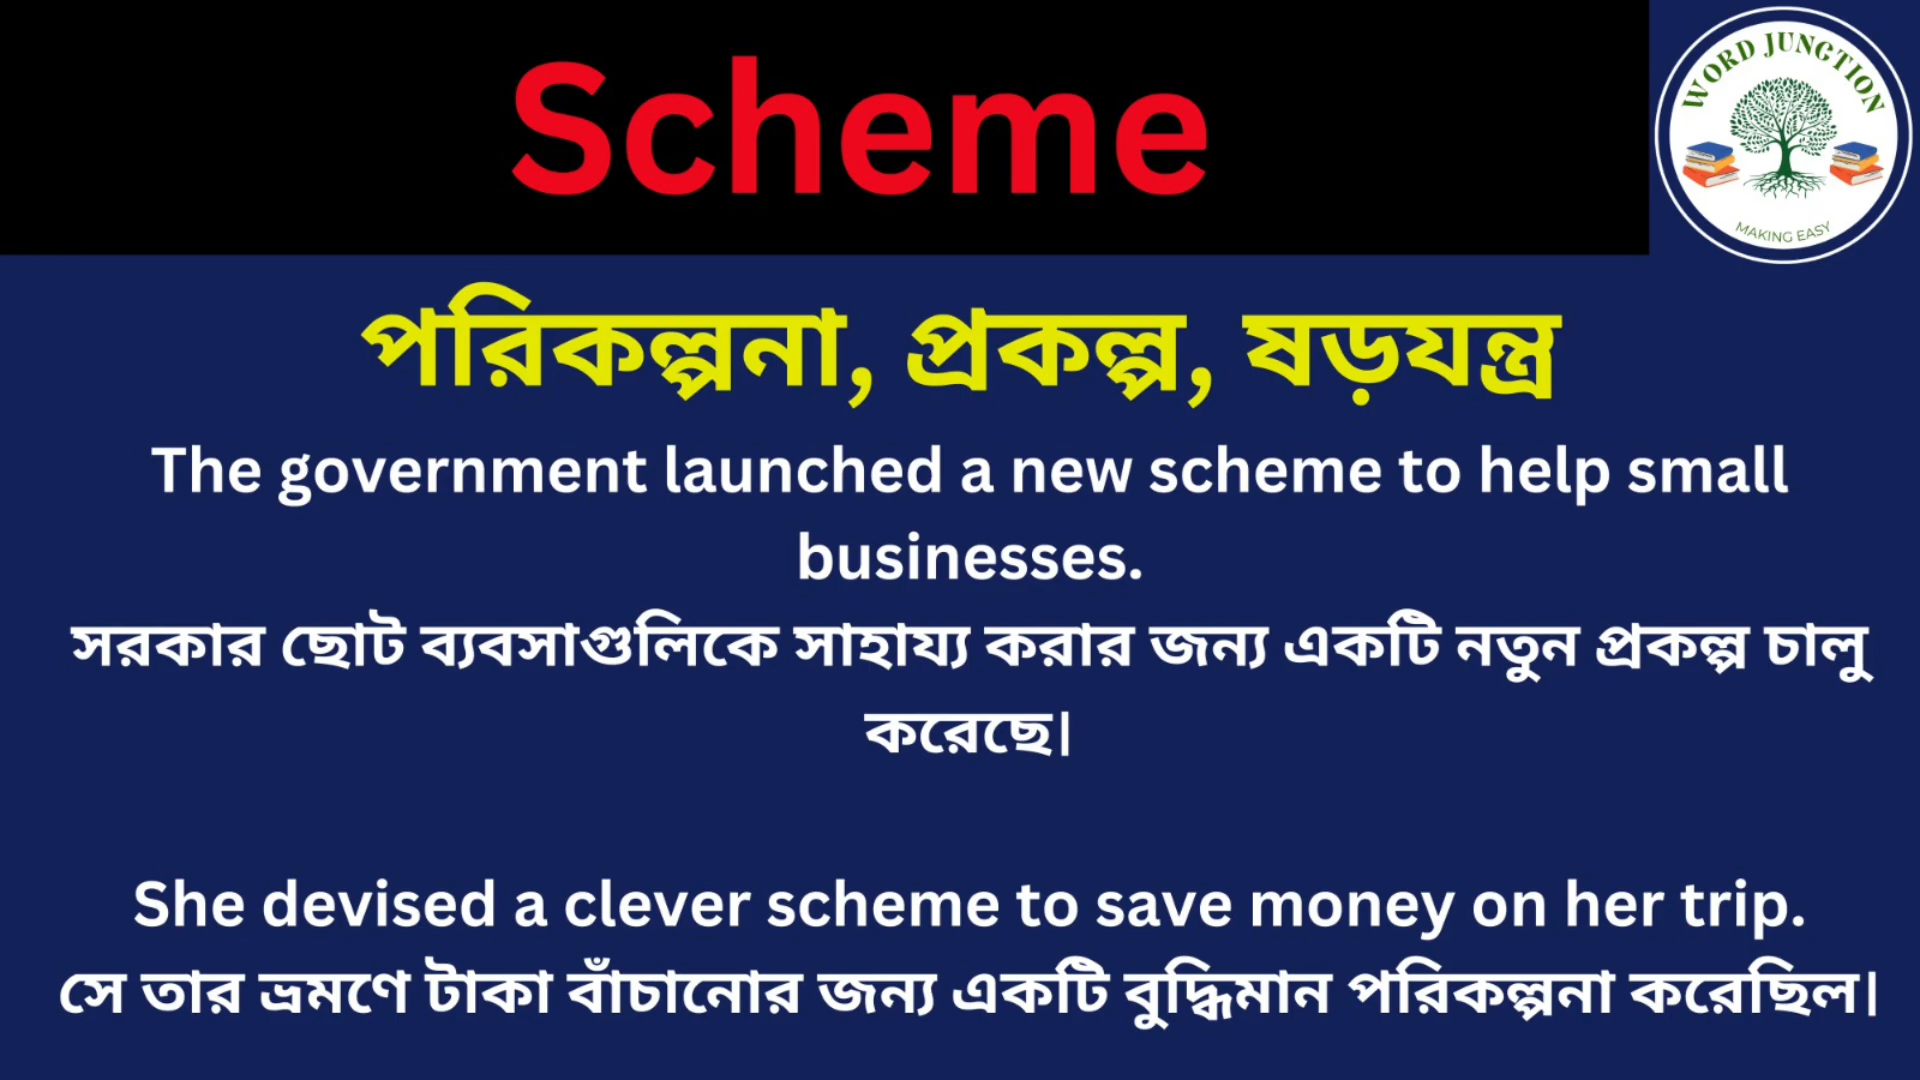 Scheme
WORD JUNCTION
MAKING EASY
পরিকল্পনা, প্রকল্প, ষড়যন্ত্র
The government launched a new scheme to help small
businesses.
সরকার ছোট ব্যবসাগুলিকে সাহায্য করার জন্য একটি নতুন প্রকল্প চালু
করেছে।
She devised a clever scheme to save money on her trip.
সে তার ভ্রমণে টাকা বাঁচানোর জন্য একটি বুদ্ধিমান পরিকল্পনা করেছিল।